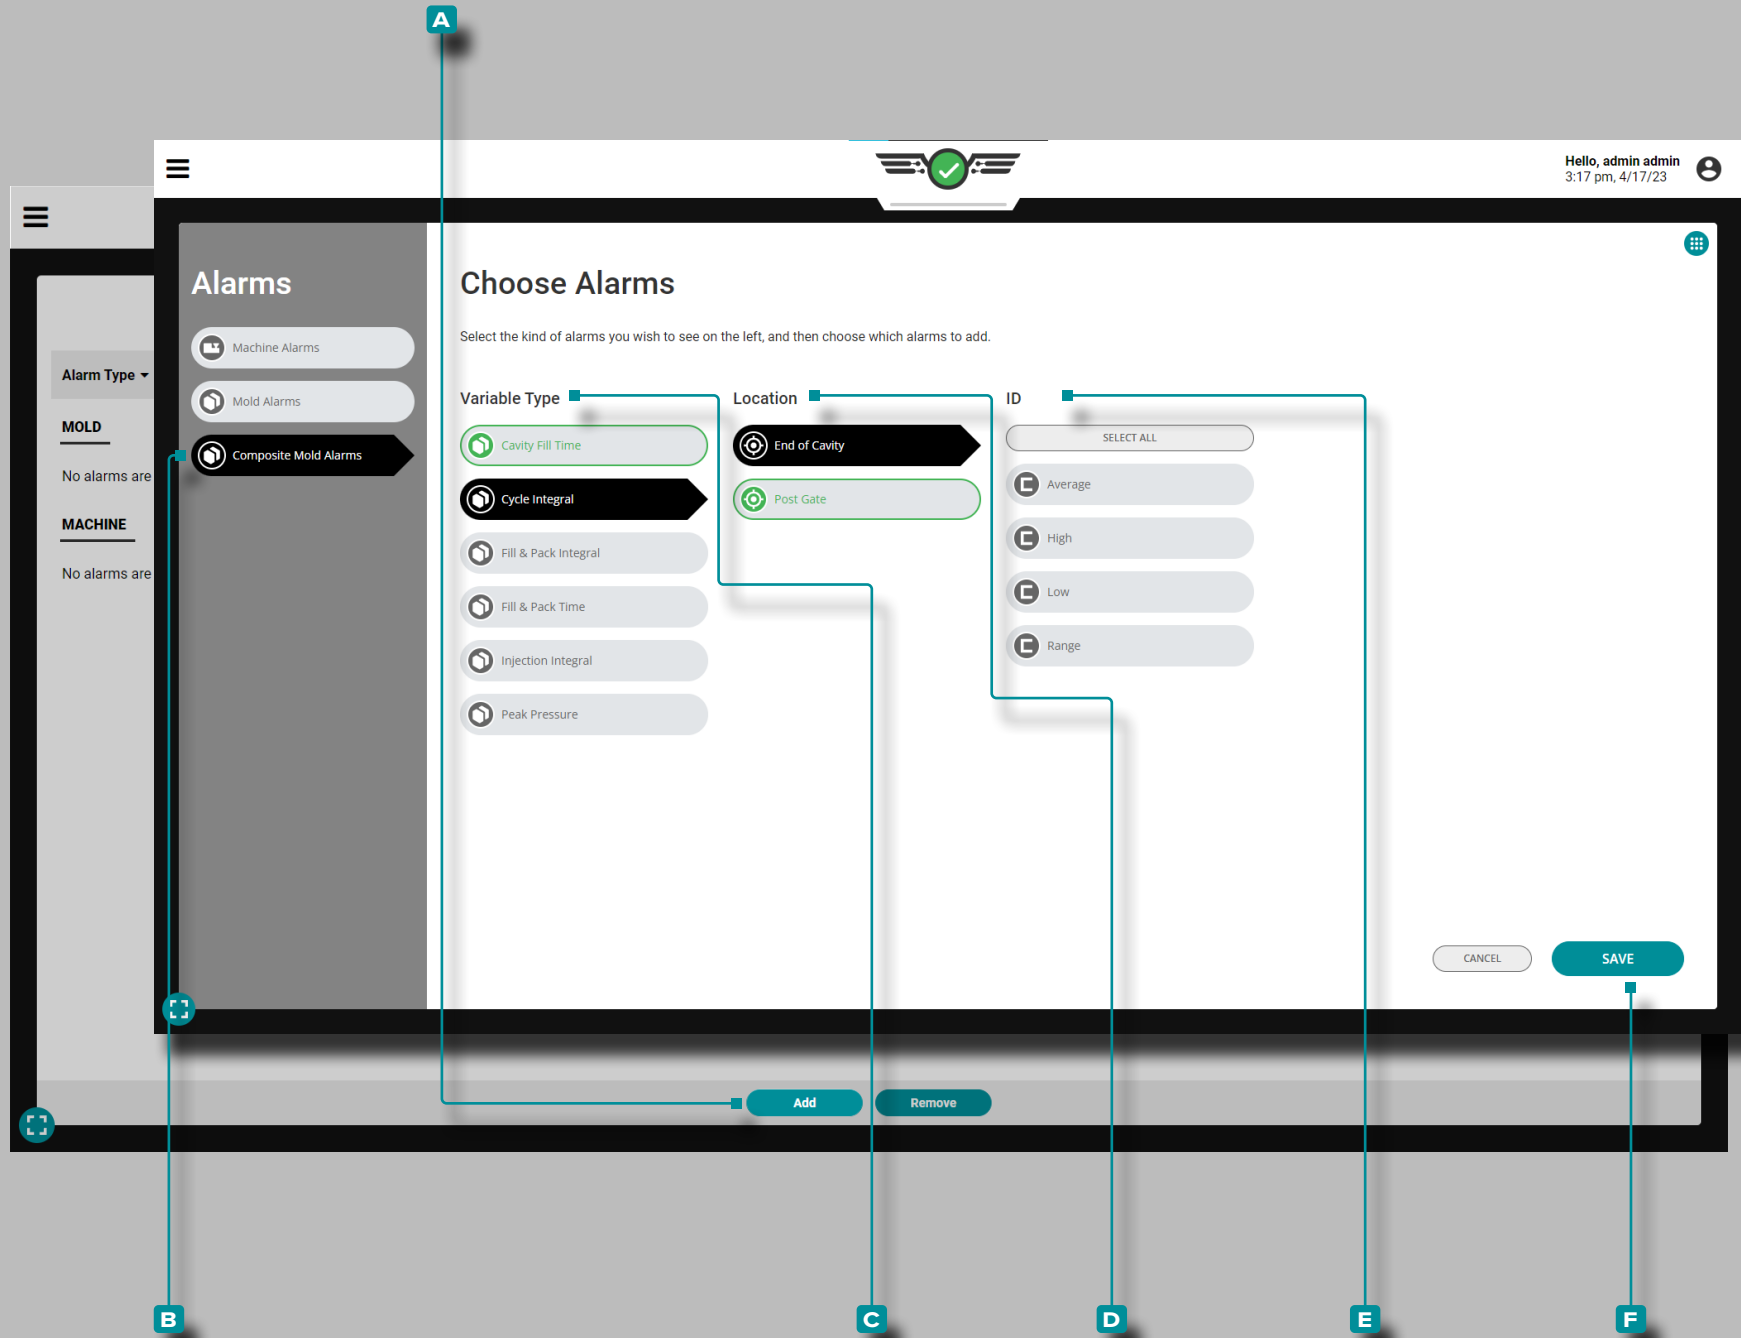 A
Hello, admin admin
3:17 pm, 4/17/23
Alarms
Machine Alarms
Mold Alarms
Composite Mold Alarms
Choose Alarms
Select the kind of alarms you wish to see on the left, and then choose which alarms to add.
Variable Type
Cavity Fill Time
Cycle Integral
Fill & Pack Integral
Fill & Pack Time
Injection Integral
Peak Pressure
Location
End of Cavity
Post Gate
ID
SELECT ALL
Average
High
Low
Range
CANCEL
SAVE
Alarm Type
MOLD
No alarms are
MACHINE
No alarms are
Add
Remove
B
C
D
E
F